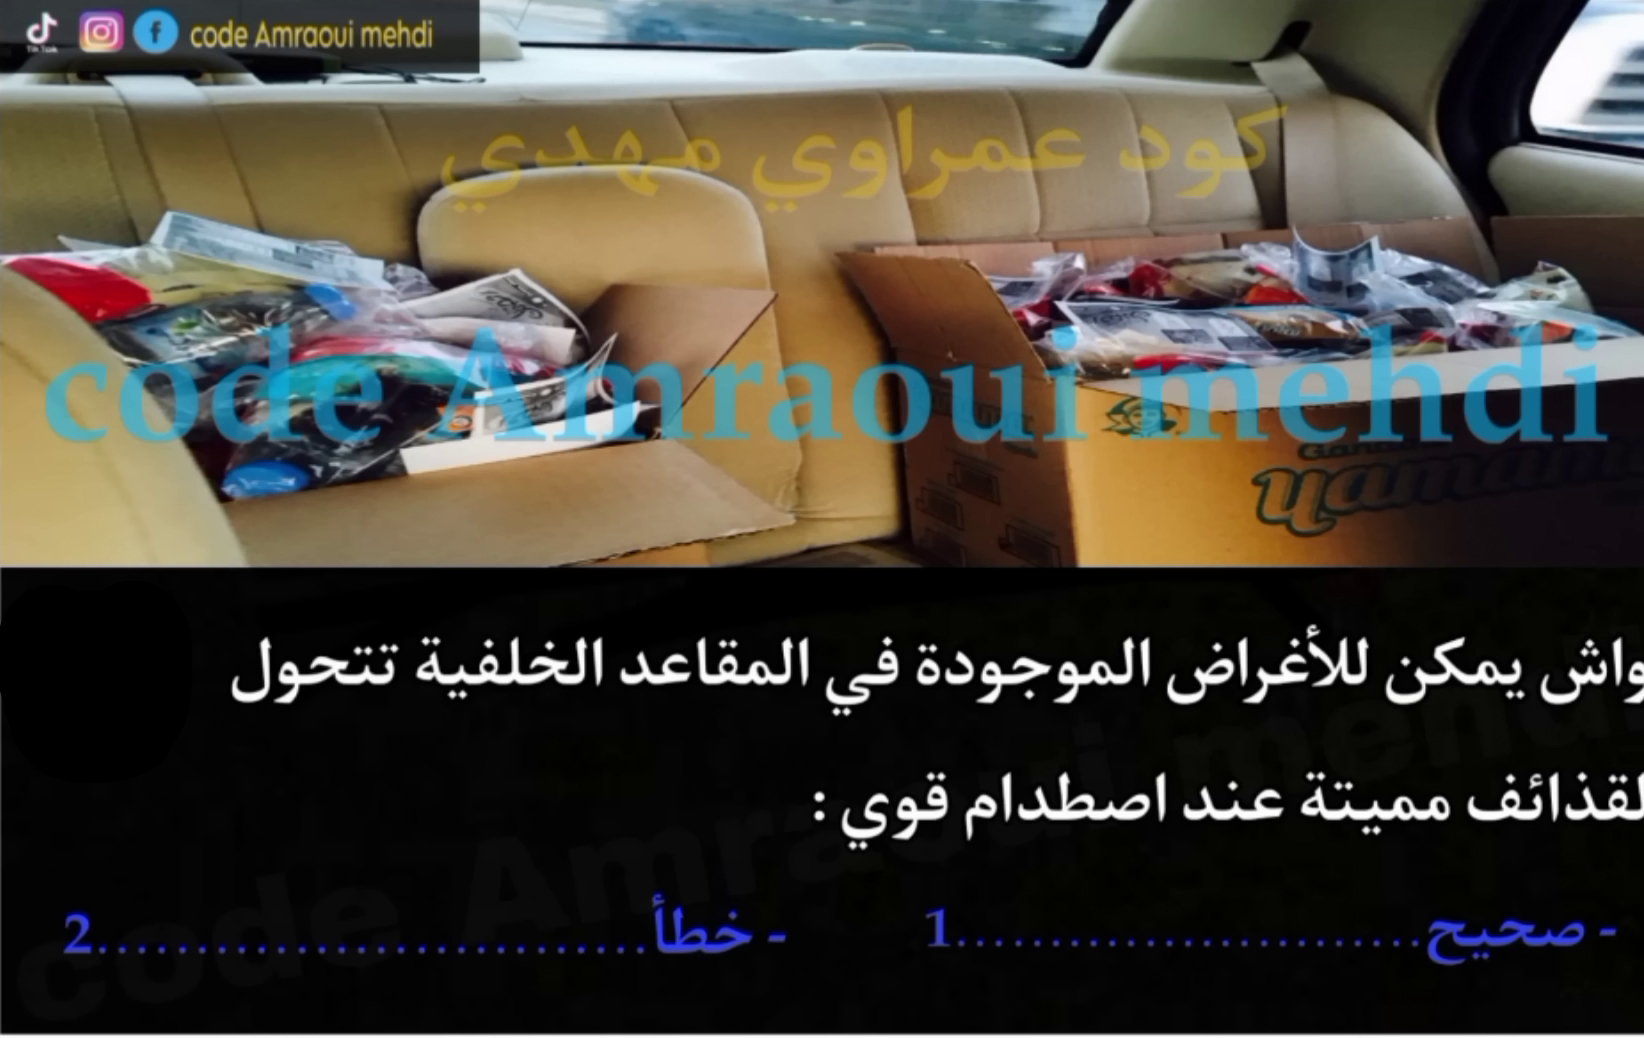 TikTok
code Amraoui mehdi
كود عمراوي مهدي
code Amraoui mehdi
yamami
واش يمكن للأغراض الموجودة في المقاعد الخلفية تتحول
لقذائف مميتة عند اصطدام قوي :
- صحيح........................1 - خطأ............................2
code Amraoui mehdi